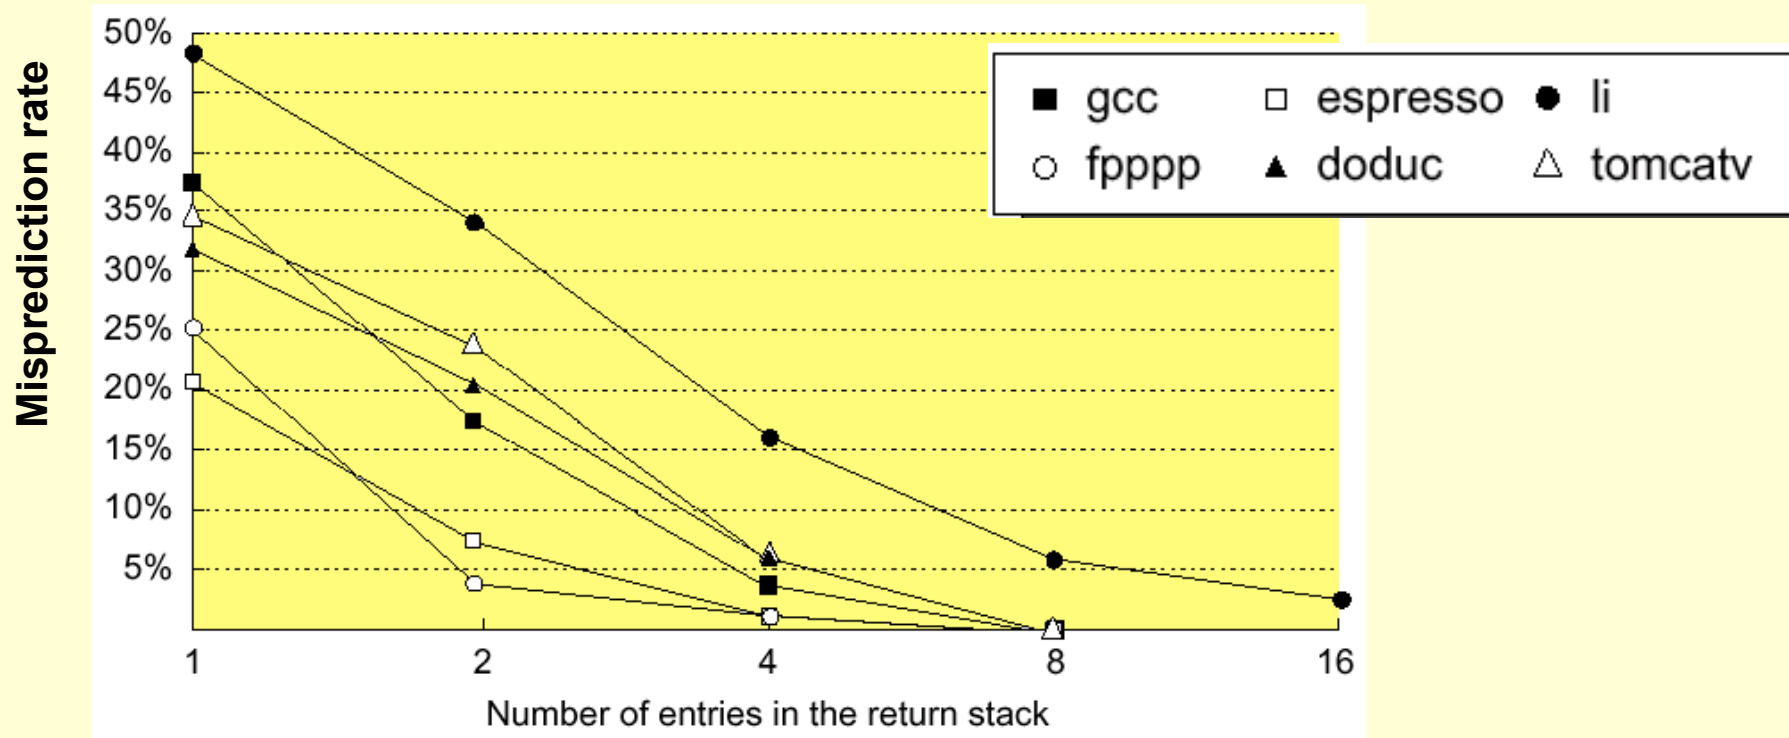 Misprediction rate
50%
45%
40%
35%
30%
25%
20%
15%
10%
5%
gcc espresso li
fpppp doduc tomcatv
1 2 4 8 16
Number of entries in the return stack